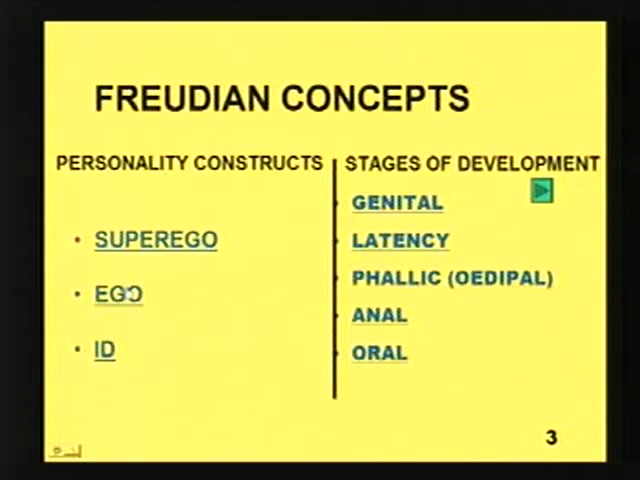 FREUDIAN CONCEPTS
PERSONALITY CONSTRUCTS
• SUPEREGO
• EGO
• ID
STAGES OF DEVELOPMENT
• GENITAL
• LATENCY
• PHALLIC (OEDIPAL)
• ANAL
• ORAL
3